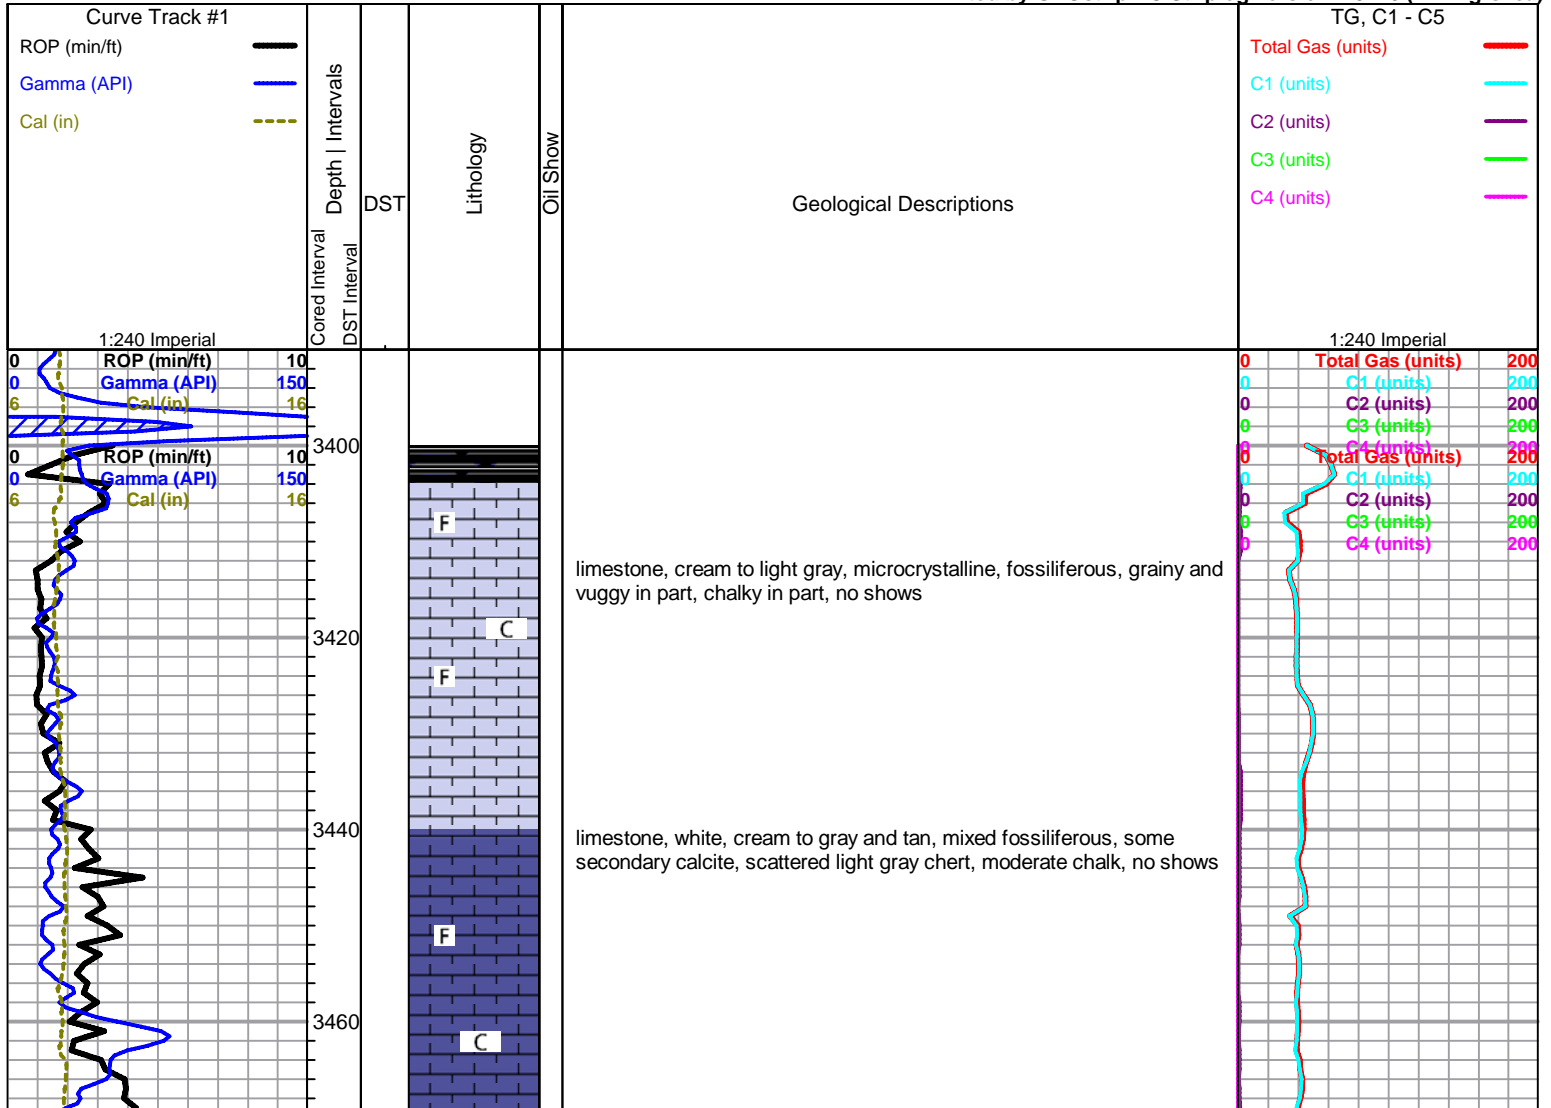 Curve Track #1
ROP (min/ft)
Gamma (API)
Cal (in)
1:240 Imperial
Depth | Intervals
Cored Interval
DST Interval
DST
Lithology
Oil Show
Geological Descriptions
TG, C1 - C5
Total Gas (units)
C1 (units)
C2 (units)
C3 (units)
C4 (units)
1:240 Imperial
0 ROP (min/ft) 10
0 Gamma (API) 150
6 Cal (in) 16
0 Total Gas (units) 200
0 C1 (units) 200
0 C2 (units) 200
0 C3 (units) 200
0 C4 (units) 200
3400
0 ROP (min/ft) 10
0 Gamma (API) 150
6 Cal (in) 16
0 Total Gas (units) 200
0 C1 (units) 200
0 C2 (units) 200
0 C3 (units) 200
0 C4 (units) 200
F
limestone, cream to light gray, microcrystalline, fossiliferous, grainy and
vuggy in part, chalky in part, no shows
C
3420
F
3440
limestone, white, cream to gray and tan, mixed fossiliferous, some
secondary calcite, scattered light gray chert, moderate chalk, no shows
F
3460
C